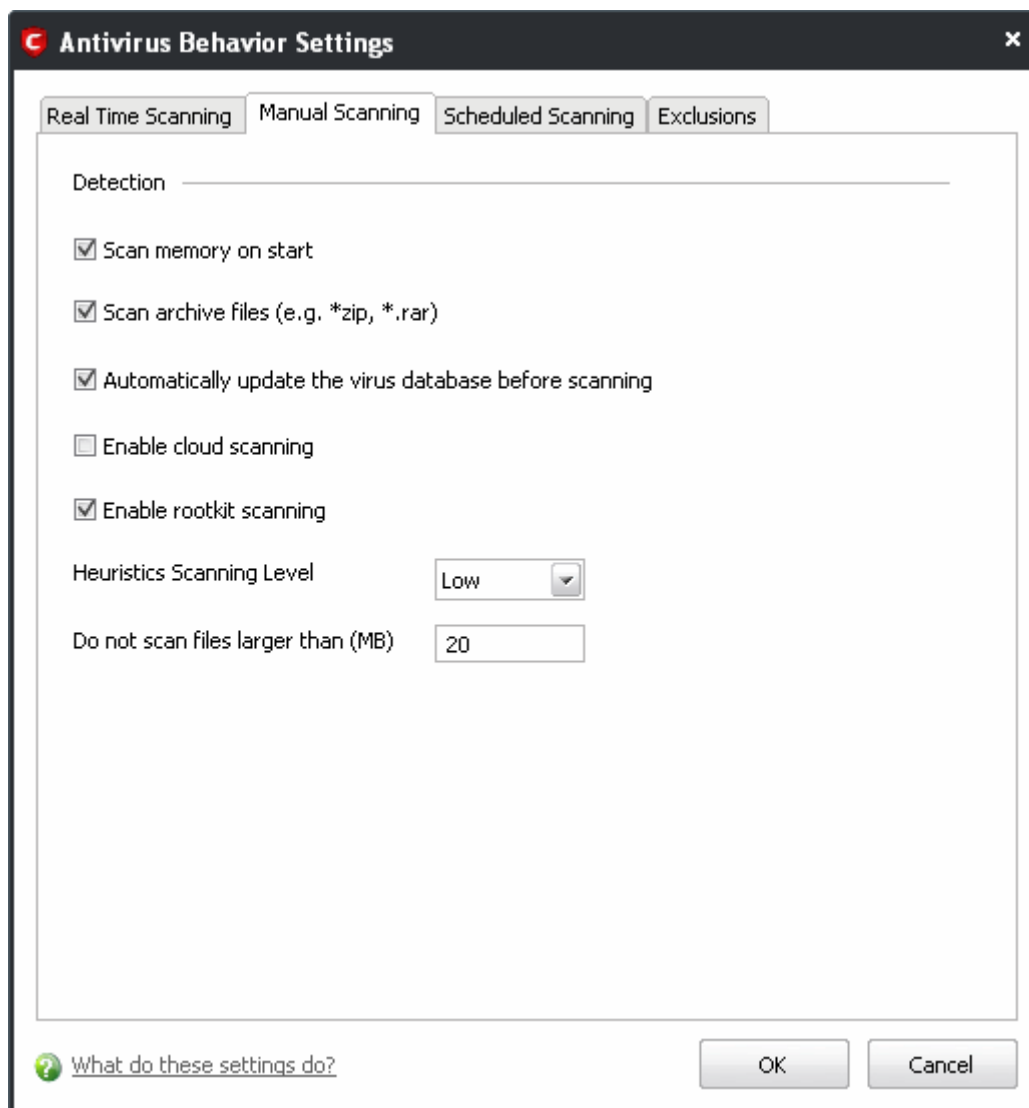 Antivirus Behavior Settings
Real Time Scanning
Manual Scanning
Scheduled Scanning
Exclusions
Detection
Scan memory on start
Scan archive files (e.g. *zip, *.rar)
Automatically update the virus database before scanning
Enable cloud scanning
Enable rootkit scanning
Heuristics Scanning Level
Low
Do not scan files larger than (MB)
20
What do these settings do?
OK
Cancel